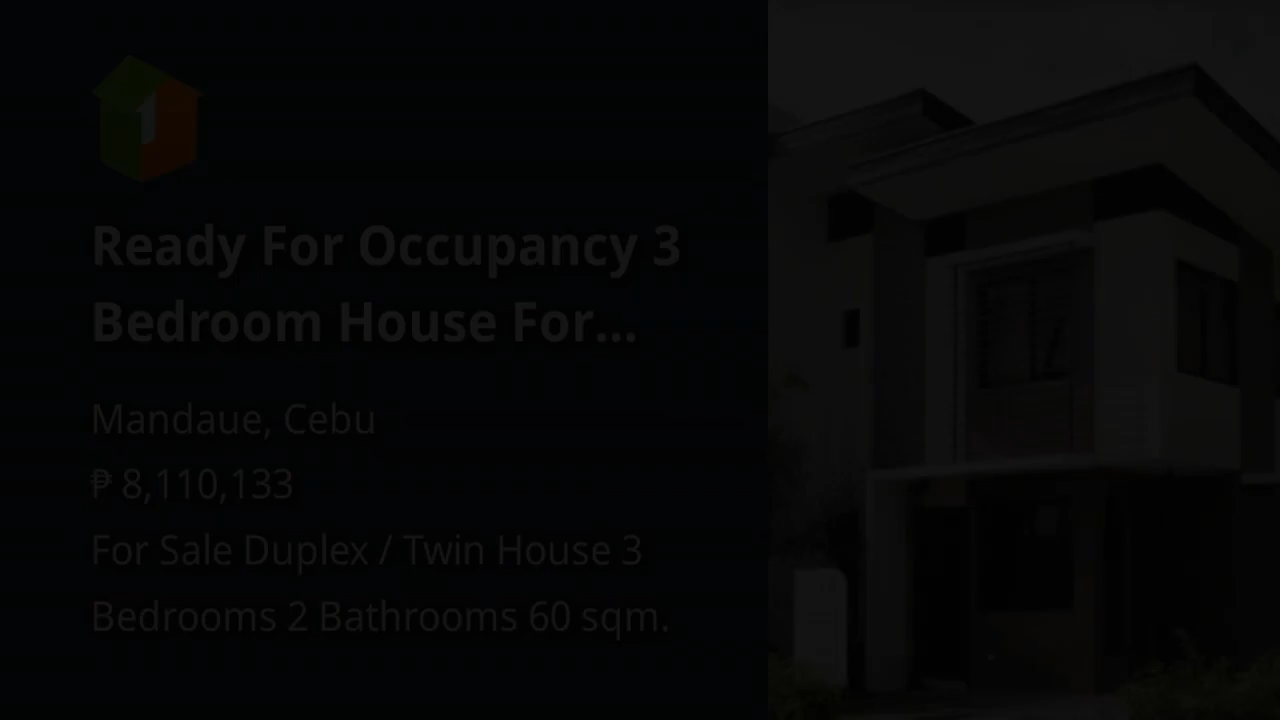 Ready For Occupancy 3
Bedroom House For...
Mandaue, Cebu
₱ 8,110,133
For Sale Duplex / Twin House 3
Bedrooms 2 Bathrooms 60 sqm.